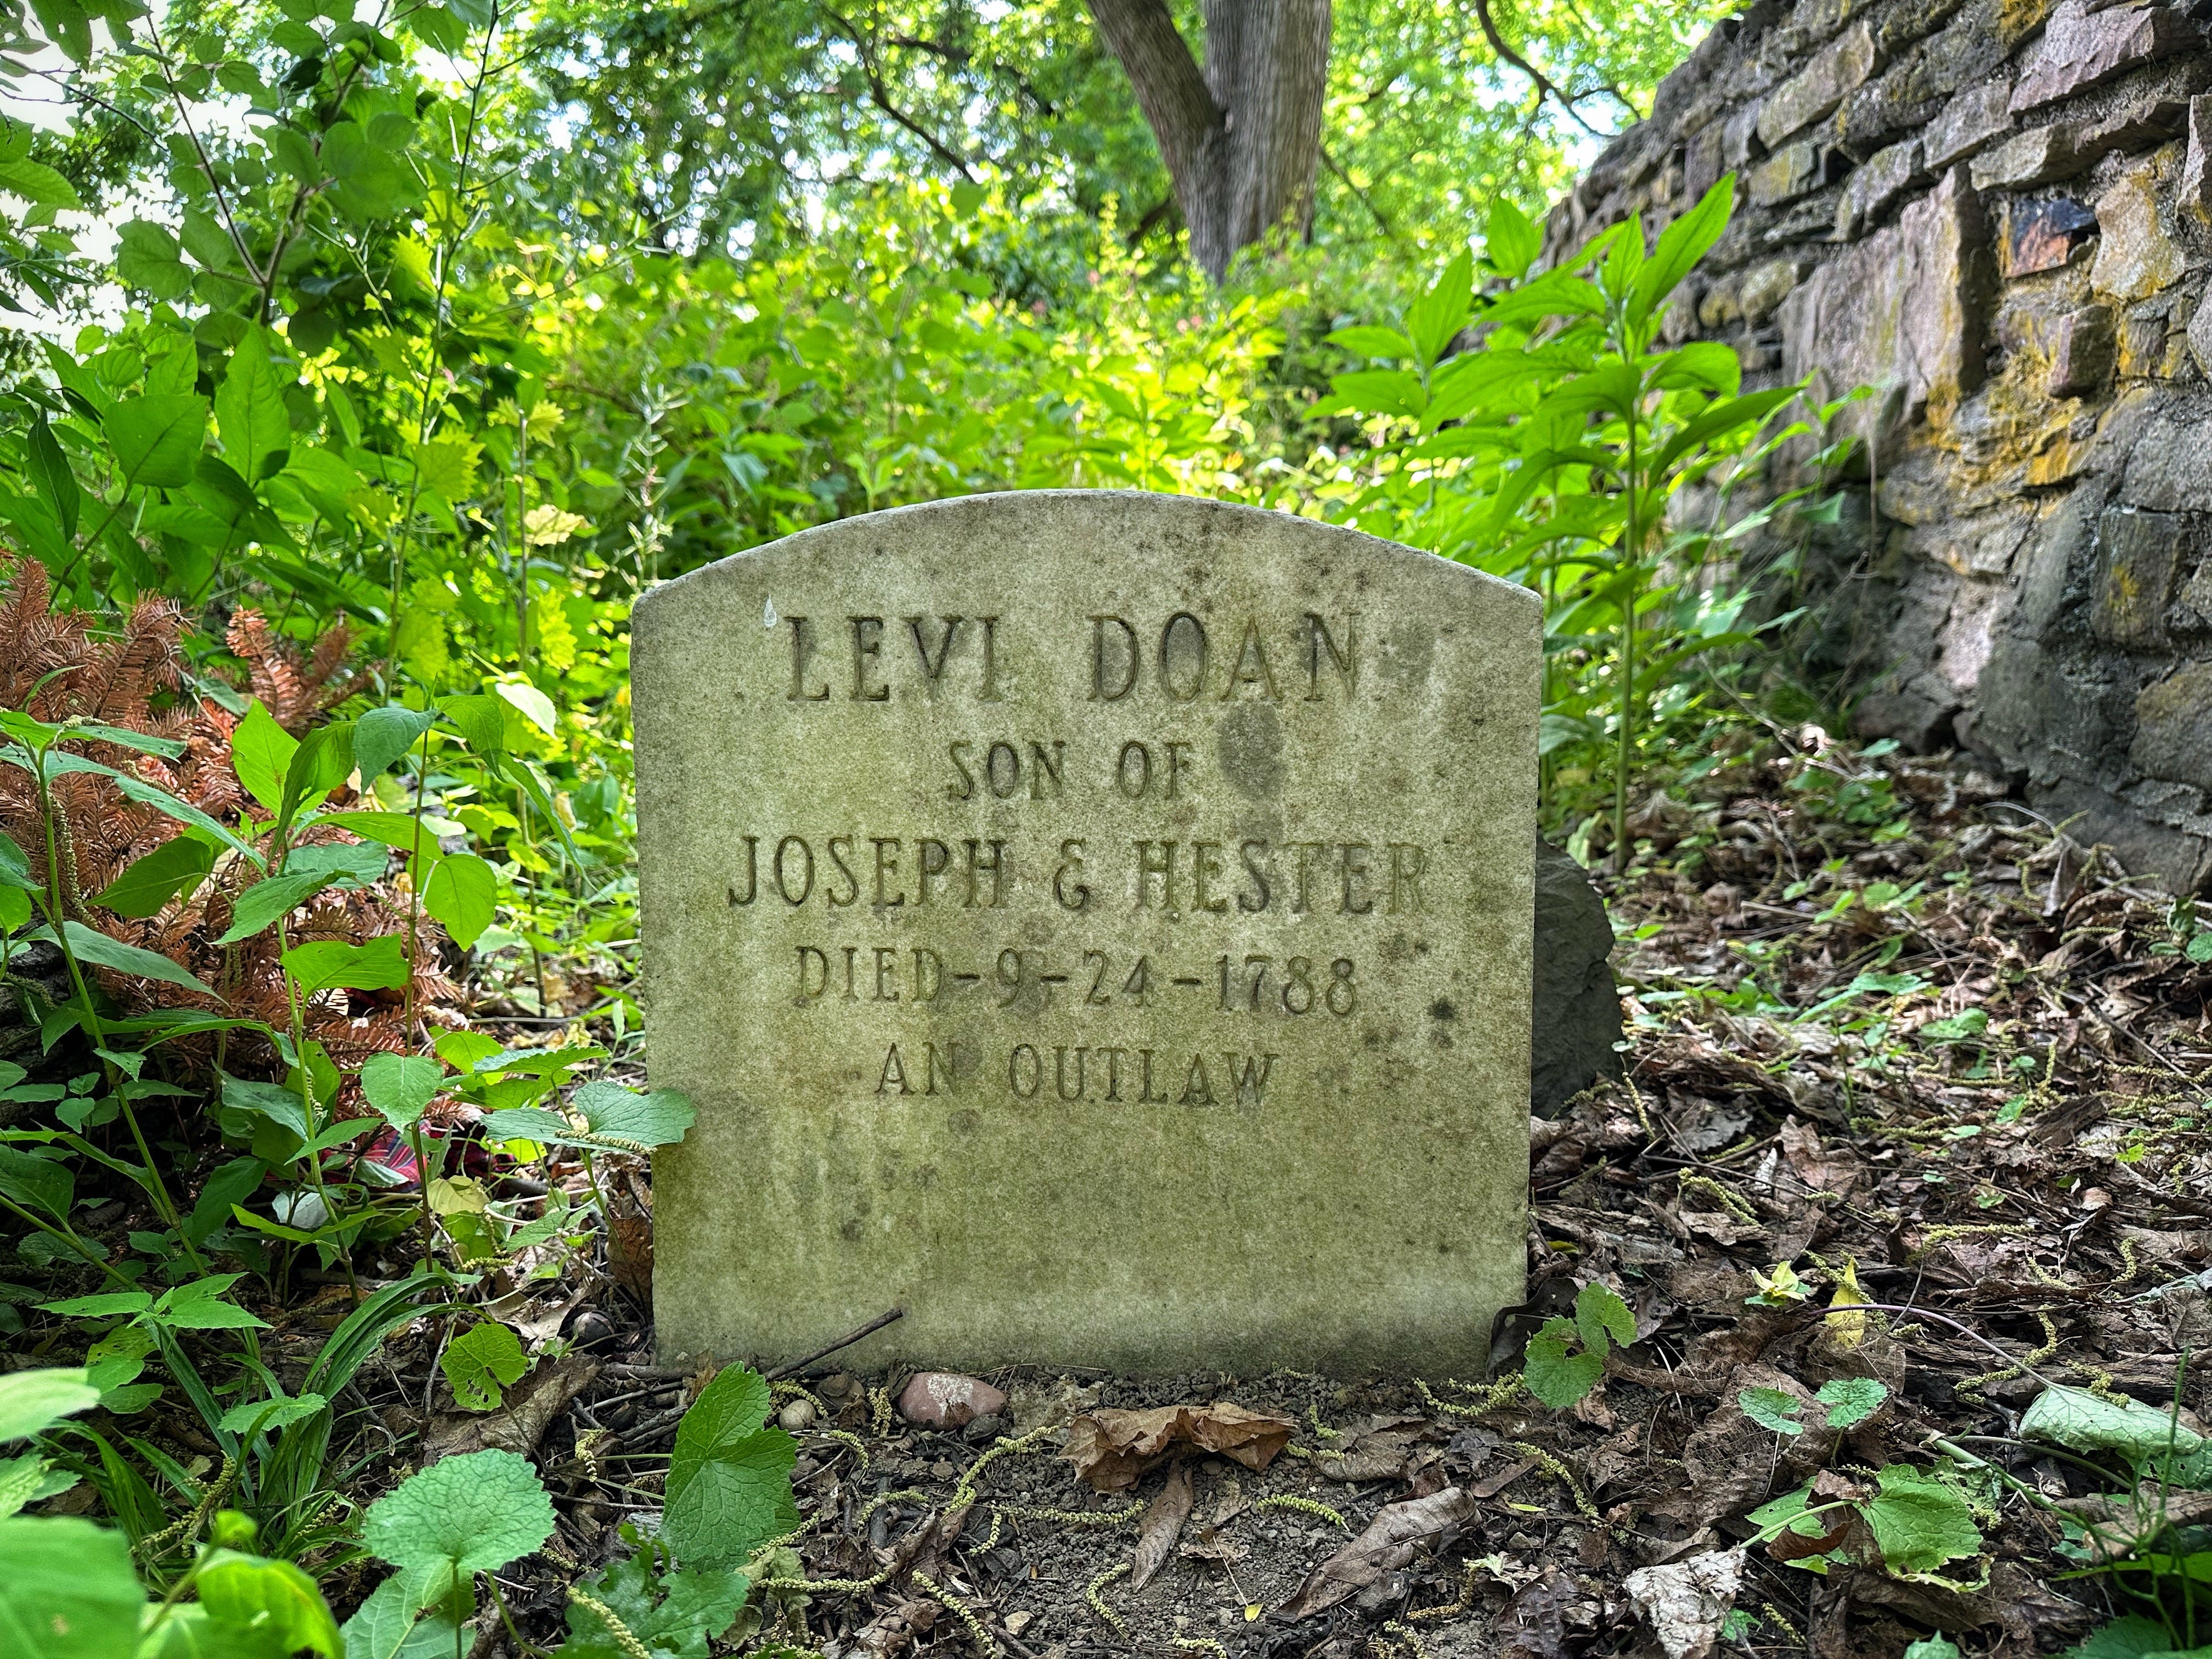 LEVI DOAN
SON OF
JOSEPH & HESTER
DIED-9-24-1788
AN OUTLAW